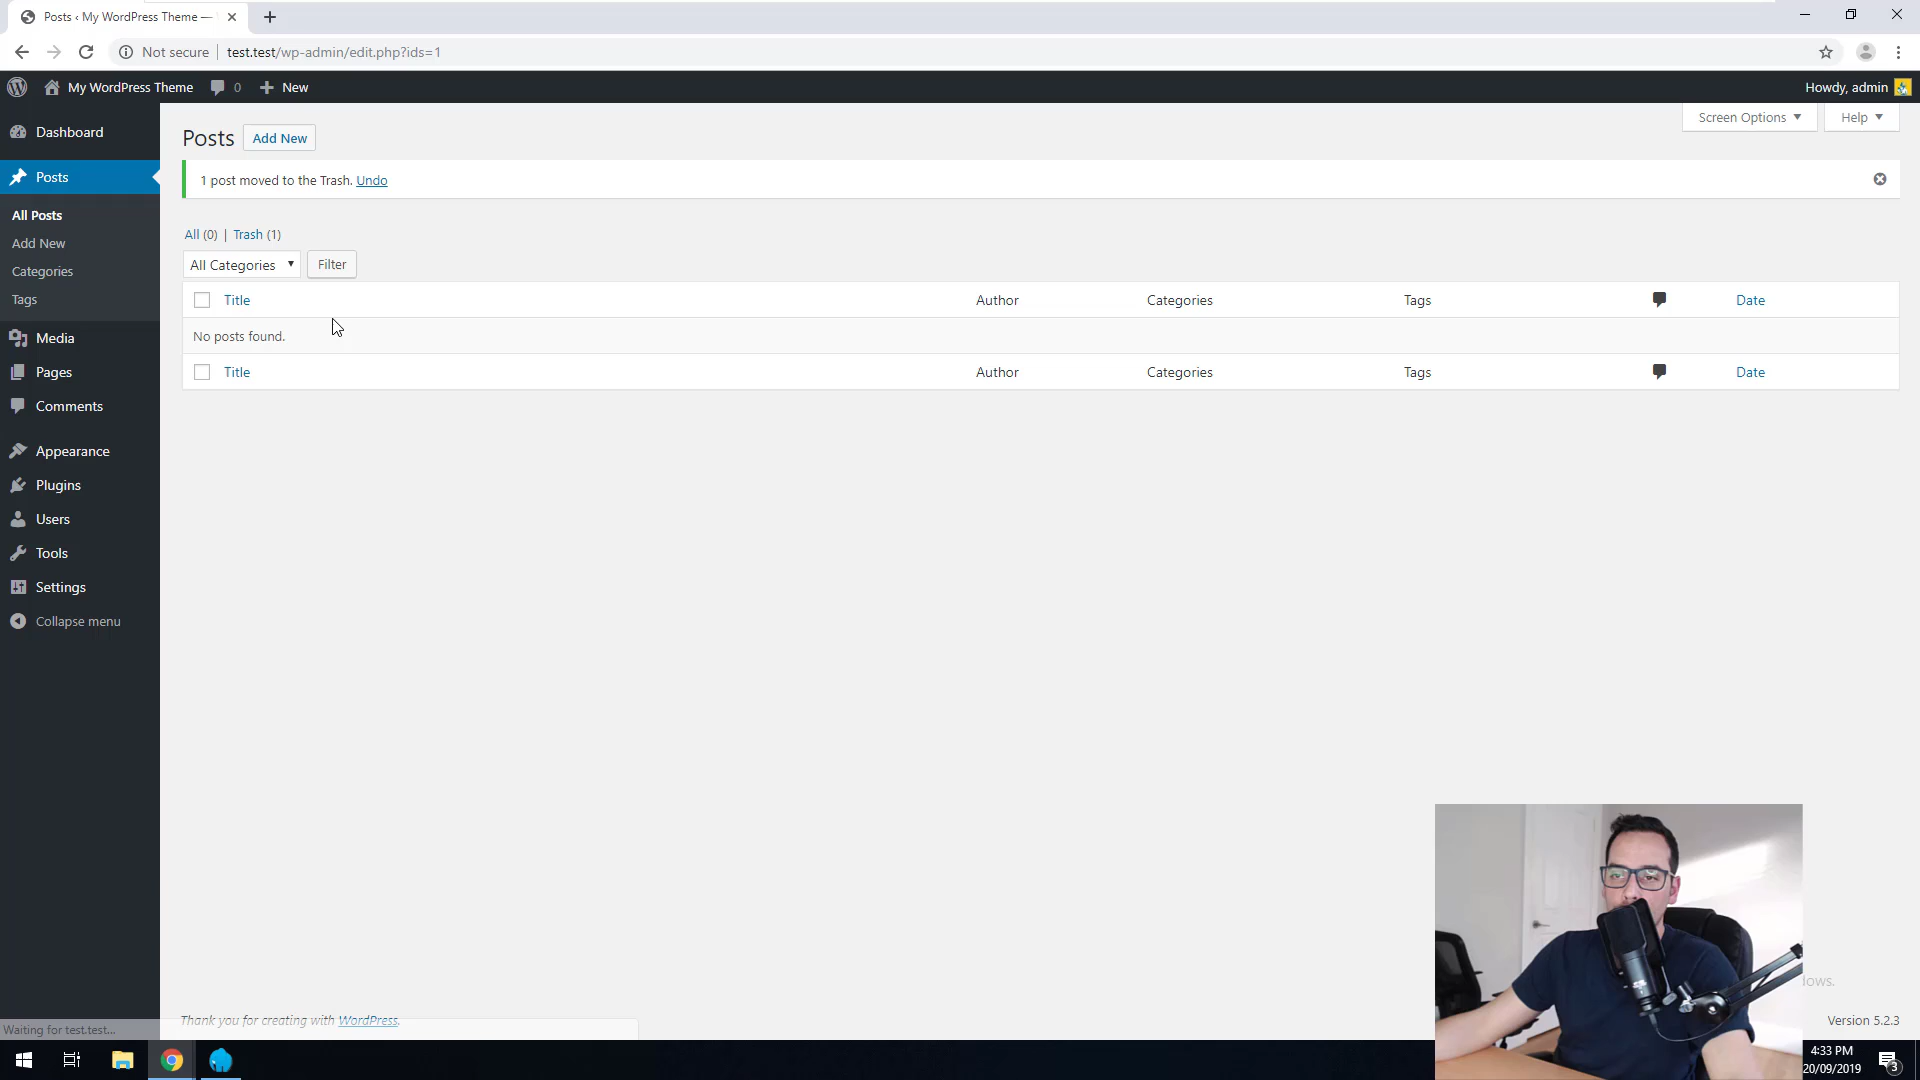 Posts ‹ My WordPress Theme —
Not secure
test.test/wp-admin/edit.php?ids=1
My WordPress Theme
0
New
Howdy, admin
Dashboard
Posts
All Posts
Add New
Categories
Tags
Media
Pages
Comments
Appearance
Plugins
Users
Tools
Settings
Collapse menu
Screen Options
Help
Posts
Add New
1 post moved to the Trash. Undo
All (0) | Trash (1)
All Categories
Filter
Title Author Categories Tags Date
No posts found.
Title Author Categories Tags Date
Thank you for creating with WordPress.
Version 5.2.3
Waiting for test.test...
4:33 PM
20/09/2019
3